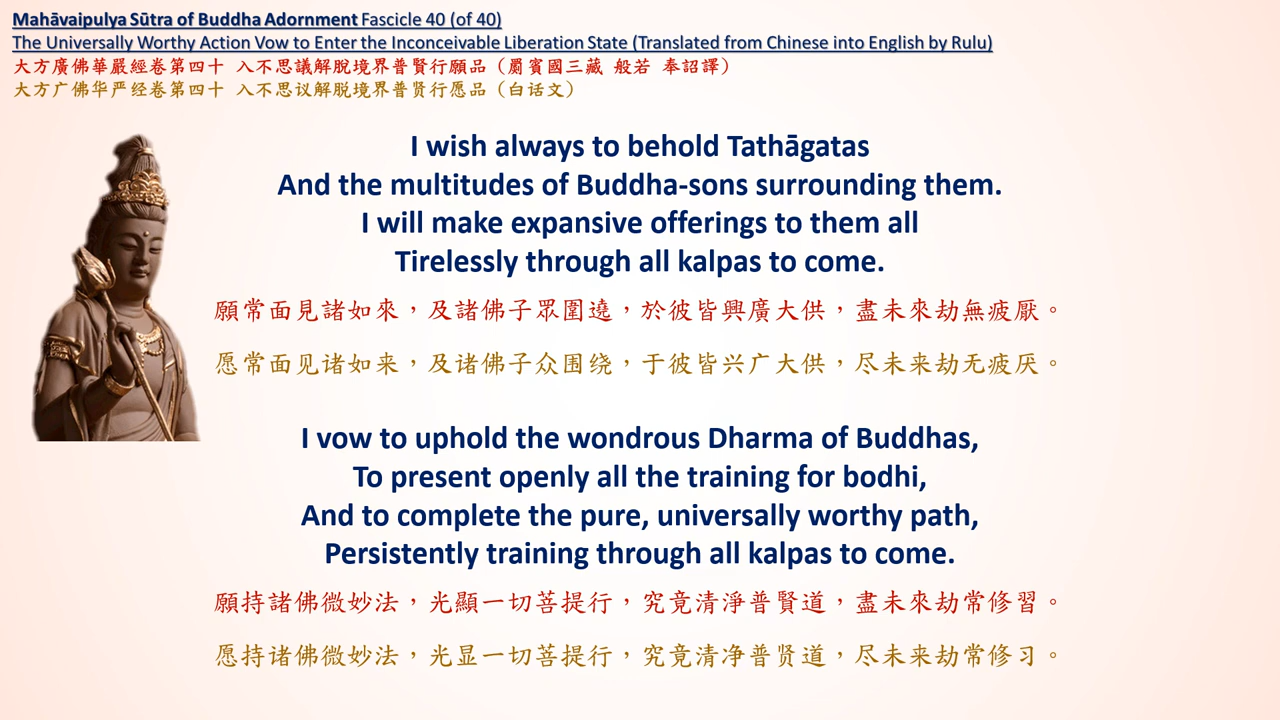 Mahāvaipulya Sūtra of Buddha Adornment Fascicle 40 (of 40)
The Universally Worthy Action Vow to Enter the Inconceivable Liberation State (Translated from Chinese into English by Rulu)
大方廣佛華嚴經卷第四十 入不思議解脫境界普賢行願品（罽賓國三藏 般若 奉詔譯）
大方广佛华严经卷第四十 入不思议解脱境界普贤行愿品（白话文）
I wish always to behold Tathāgatas
And the multitudes of Buddha-sons surrounding them.
I will make expansive offerings to them all
Tirelessly through all kalpas to come.
願常面見諸如來，及諸佛子眾圍遶，於彼皆興廣大供，盡未來劫無疲厭。
愿常面见诸如来，及诸佛子众围绕，于彼皆兴广大供，尽未来劫无疲厌。
I vow to uphold the wondrous Dharma of Buddhas,
To present openly all the training for bodhi,
And to complete the pure, universally worthy path,
Persistently training through all kalpas to come.
願持諸佛微妙法，光顯一切菩提行，究竟清淨普賢道，盡未來劫常修習。
愿持诸佛微妙法，光显一切菩提行，究竟清净普贤道，尽未来劫常修习。